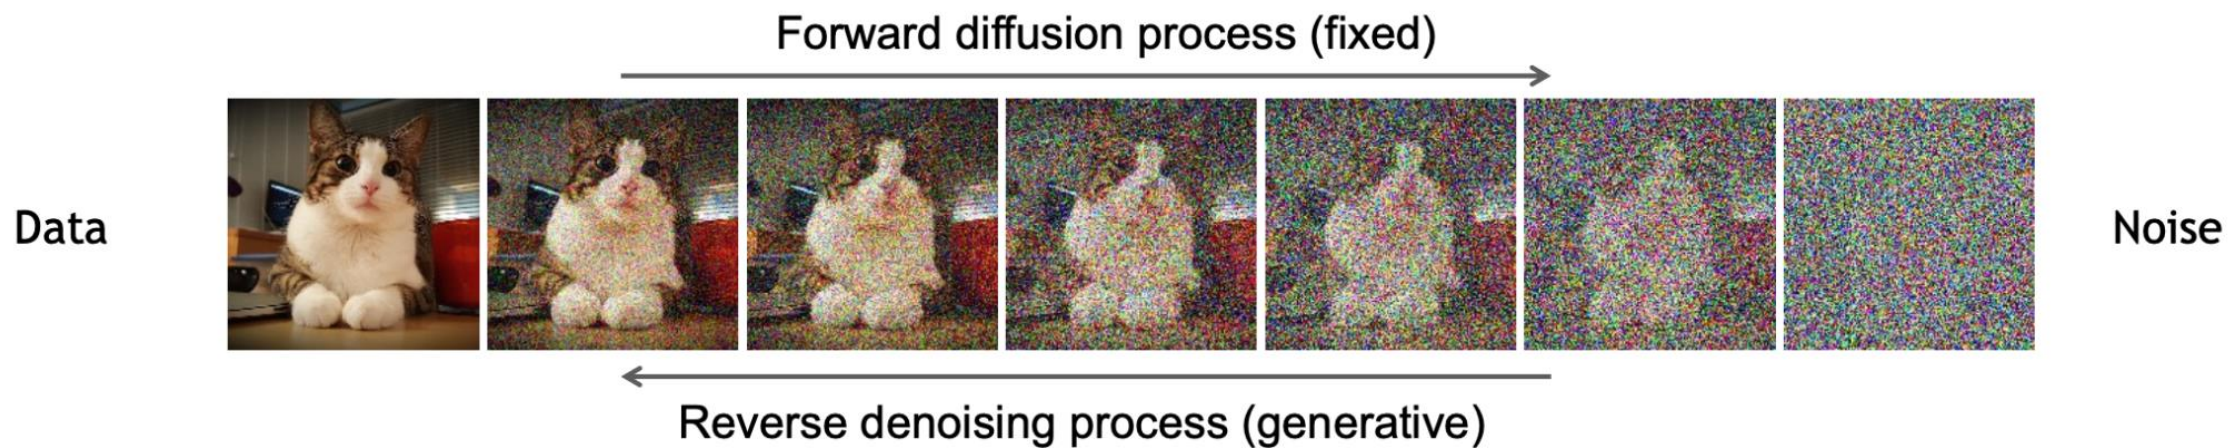 Forward diffusion process (fixed)
Data
Noise
Reverse denoising process (generative)